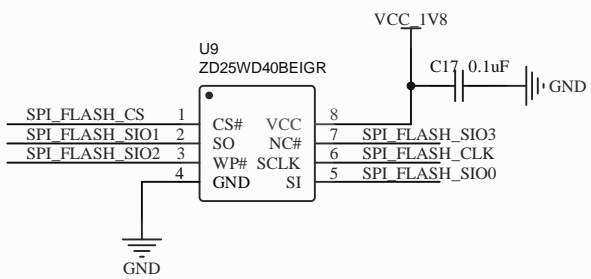 VCC_1V8
U9
ZD25WD40BEIGR
C17 0.1uF
GND
SPI_FLASH_CS 1 CS# VCC 8
SPI_FLASH_SIO1 2 SO NC# 7 SPI_FLASH_SIO3
SPI_FLASH_SIO2 3 WP# SCLK 6 SPI_FLASH_CLK
4 GND SI 5 SPI_FLASH_SIO0
GND